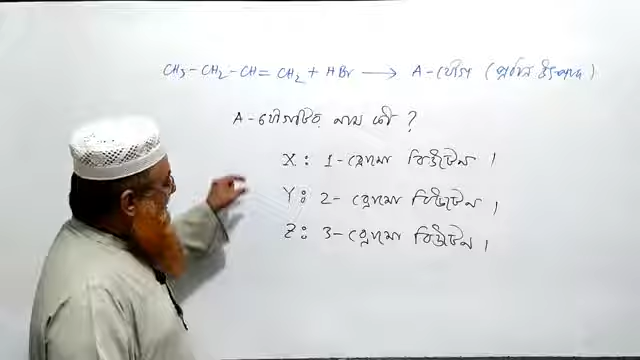 CH₃-CH₂-CH=CH₂ + HBr ⟶ A-যৌগ (প্রধান উৎপাদ)
A-যৌগটির নাম কী ?
X: 1-ব্রোমো বিউটেন।
Y: 2-ব্রোমো বিউটেন।
Z: 3-ব্রোমো বিউটেন।